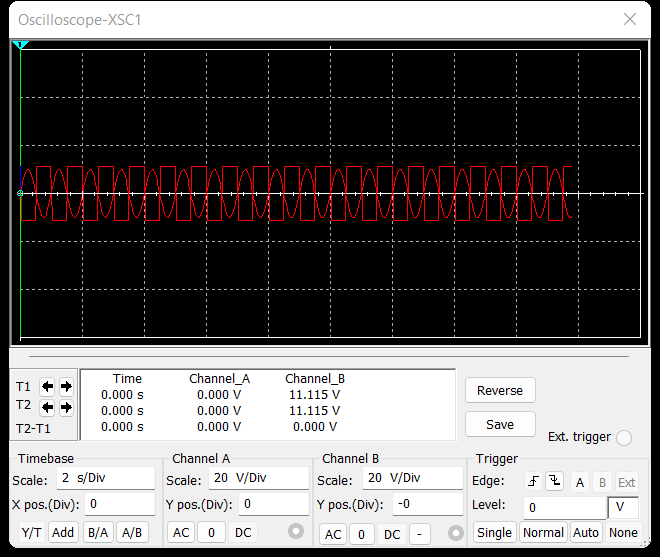 Oscilloscope-XSC1
1
Time Channel_A Channel_B
T1 0.000 s 0.000 V 11.115 V
T2 0.000 s 0.000 V 11.115 V
T2-T1 0.000 s 0.000 V 0.000 V
Reverse
Save
Ext. trigger
Timebase Channel A Channel B Trigger
Scale: 2 s/Div Scale: 20 V/Div Scale: 20 V/Div Edge: A B Ext
X pos.(Div): 0 Y pos.(Div): 0 Y pos.(Div): -0 Level: 0 V
Y/T Add B/A A/B AC 0 DC AC 0 DC - Single Normal Auto None